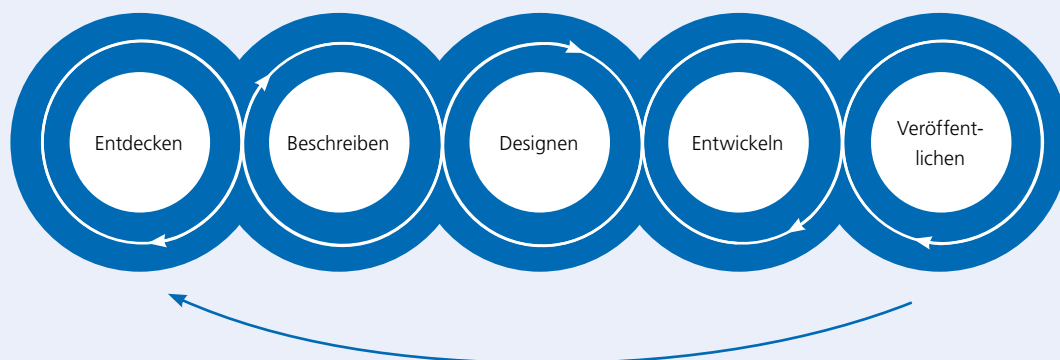 Entdecken
Beschreiben
Designen
Entwickeln
Veröffent-
lichen